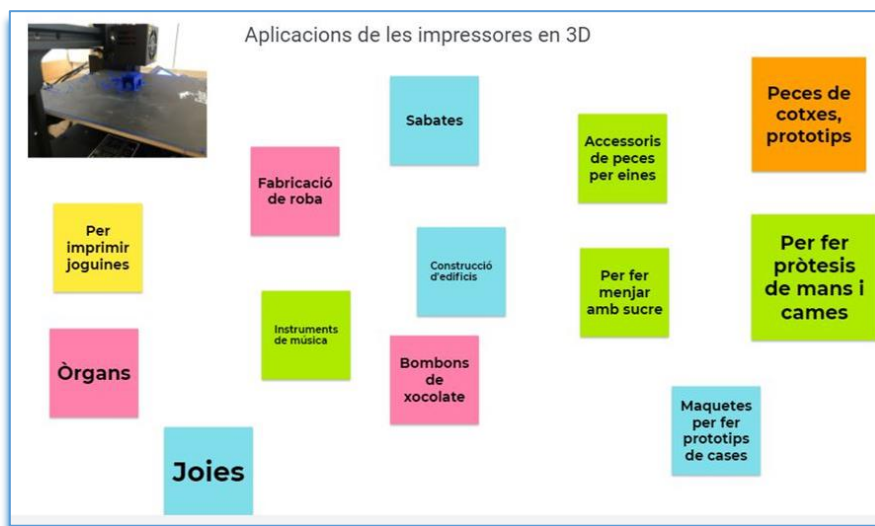 Aplicacions de les impressores en 3D
Peces de
cotxes,
prototips
Sabates
Accessoris
de peces
per eines
Fabricació
de roba
Per
imprimir
joguines
Construcció
d'edificis
Per fer
menjar
amb sucre
Per fer
pròtesis
de mans i
cames
Instruments
de música
Òrgans
Bombons
de
xocolate
Maquetes
per fer
prototips
de cases
Joies